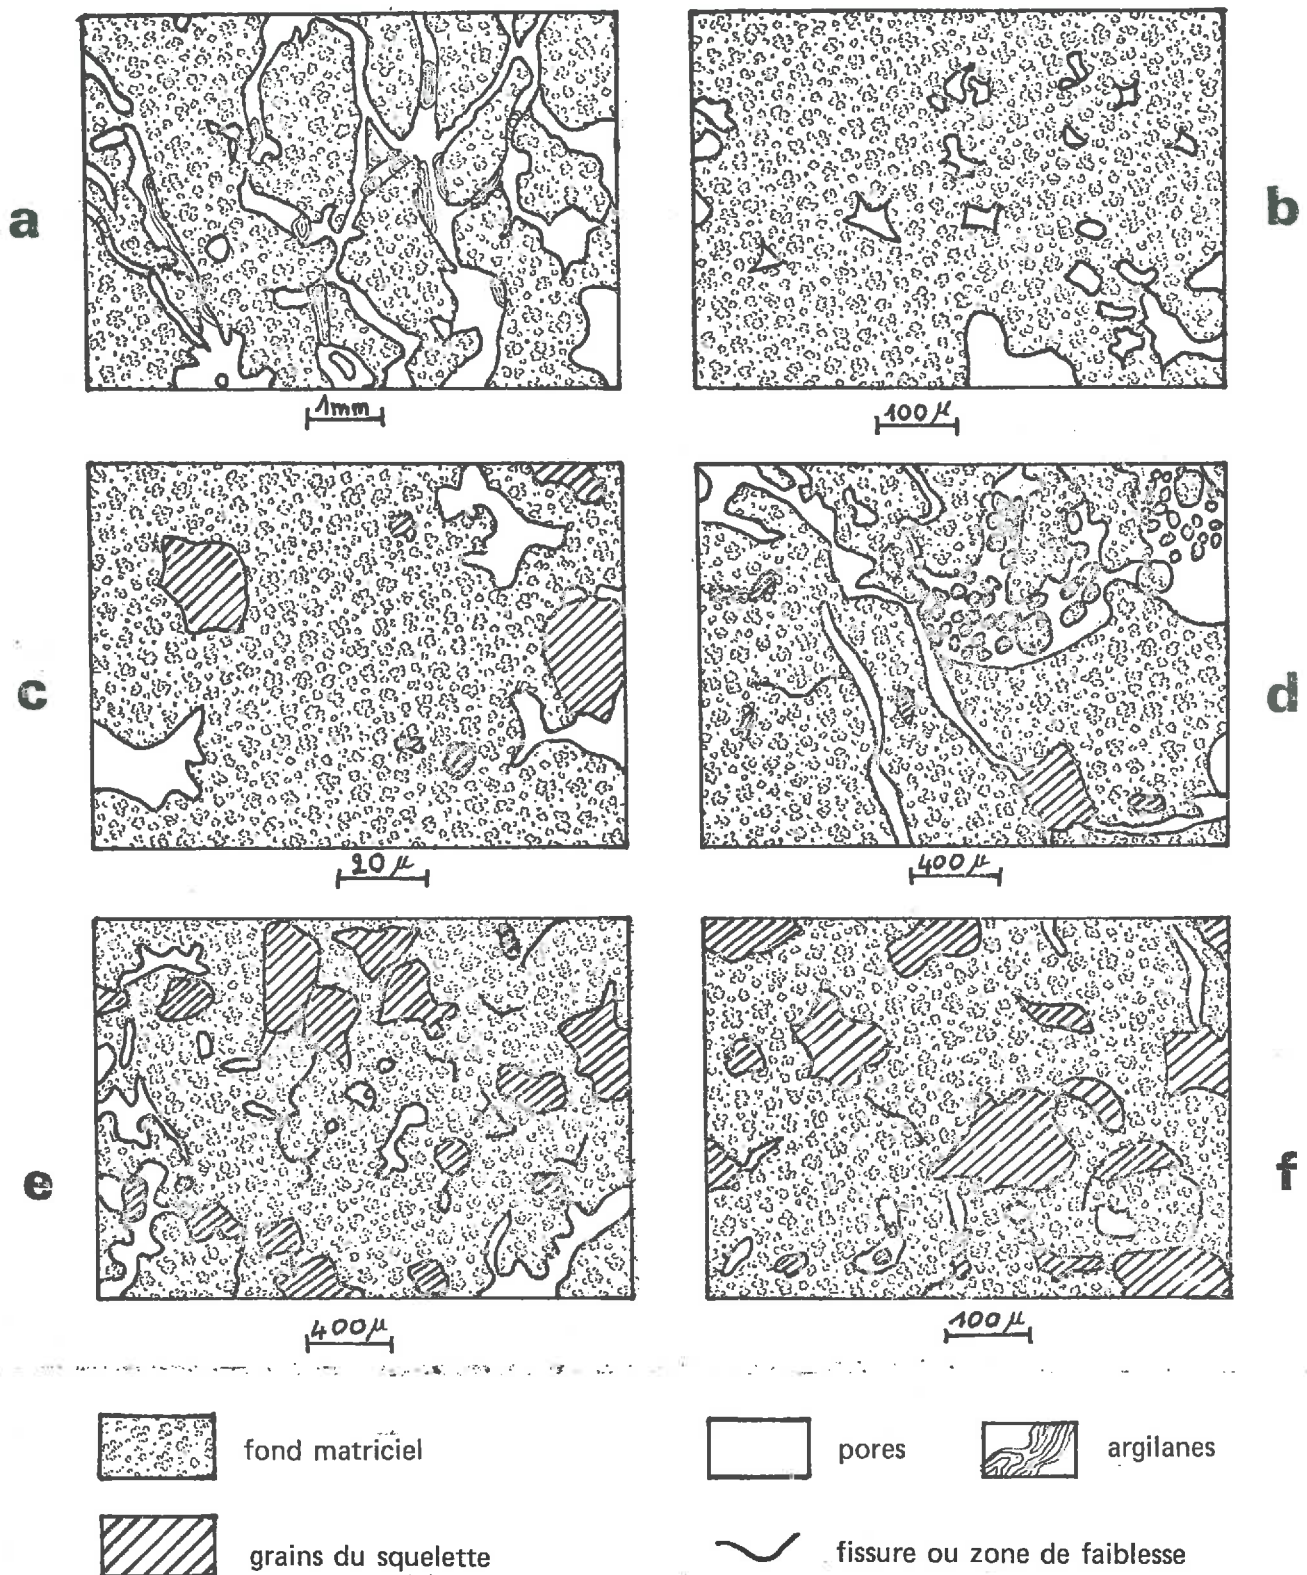 a
b
1mm
100 µ
c
d
20 µ
400 µ
e
f
400 µ
100 µ
fond matriciel
pores
argilanes
grains du squelette
fissure ou zone de faiblesse